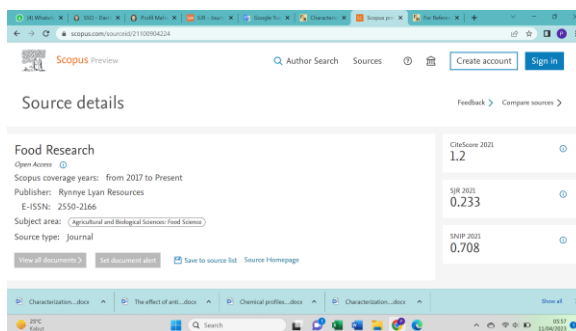 (4) WhatsA
SSO - Dash
Profil Maha
SJR - Journ
Google Tra
Characteriz
Scopus pre
For Referee
scopus.com/sourceid/21100904224
Scopus Preview
Author Search
Sources
Create account
Sign in
Source details
Feedback
Compare sources
Food Research
Open Access
Scopus coverage years: from 2017 to Present
Publisher: Rynnye Lyan Resources
E-ISSN: 2550-2166
Subject area: Agricultural and Biological Sciences: Food Science
Source type: Journal
View all documents
Set document alert
Save to source list
Source Homepage
CiteScore 2021
1.2
SJR 2021
0.233
SNIP 2021
0.708
Characterization....docx
The effect of anti....docx
Chemical profiles....docx
Characterization....docx
Show all
29°C
Kabut
Search
05:57
11/04/2023